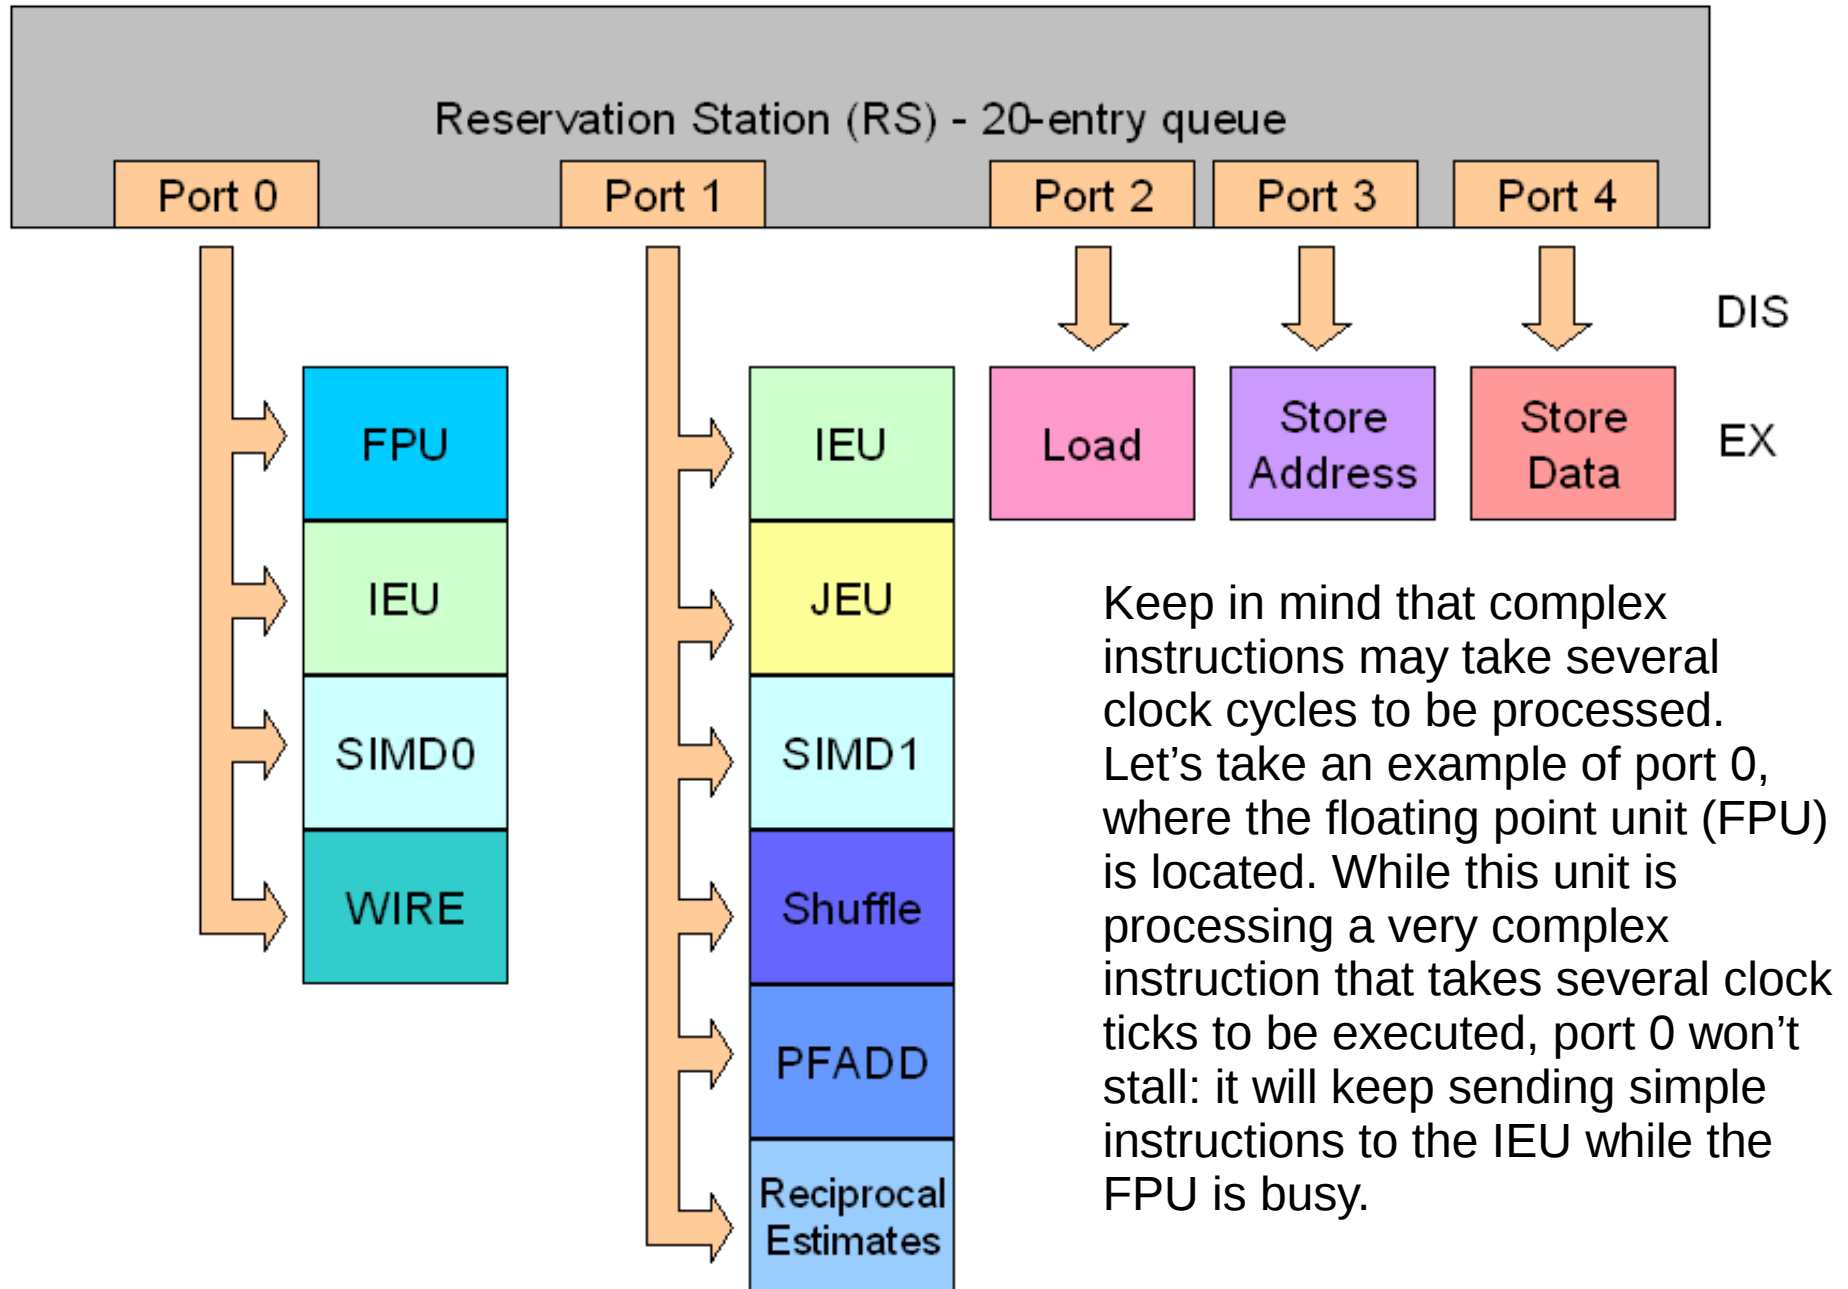 Reservation Station (RS) - 20-entry queue
Port 0
Port 1
Port 2
Port 3
Port 4
DIS
FPU
IEU
SIMD0
WIRE
IEU
JEU
SIMD1
Shuffle
PFADD
Reciprocal
Estimates
Load
Store
Address
Store
Data
EX
Keep in mind that complex
instructions may take several
clock cycles to be processed.
Let’s take an example of port 0,
where the floating point unit (FPU)
is located. While this unit is
processing a very complex
instruction that takes several clock
ticks to be executed, port 0 won’t
stall: it will keep sending simple
instructions to the IEU while the
FPU is busy.